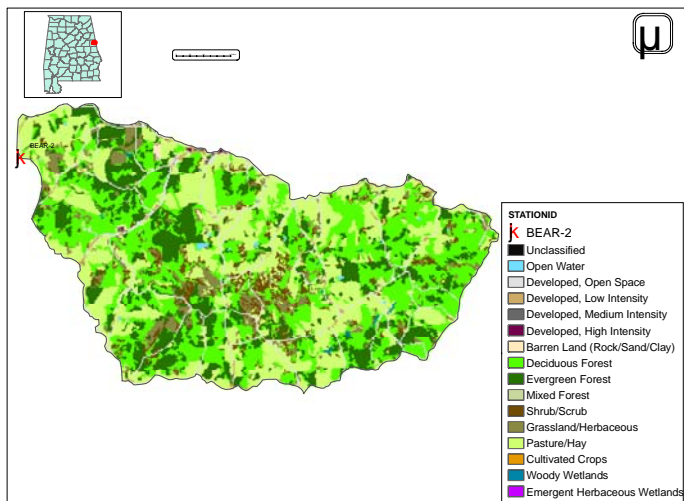 µ
BEAR-2
STATIONID
BEAR-2
Unclassified
Open Water
Developed, Open Space
Developed, Low Intensity
Developed, Medium Intensity
Developed, High Intensity
Barren Land (Rock/Sand/Clay)
Deciduous Forest
Evergreen Forest
Mixed Forest
Shrub/Scrub
Grassland/Herbaceous
Pasture/Hay
Cultivated Crops
Woody Wetlands
Emergent Herbaceous Wetlands